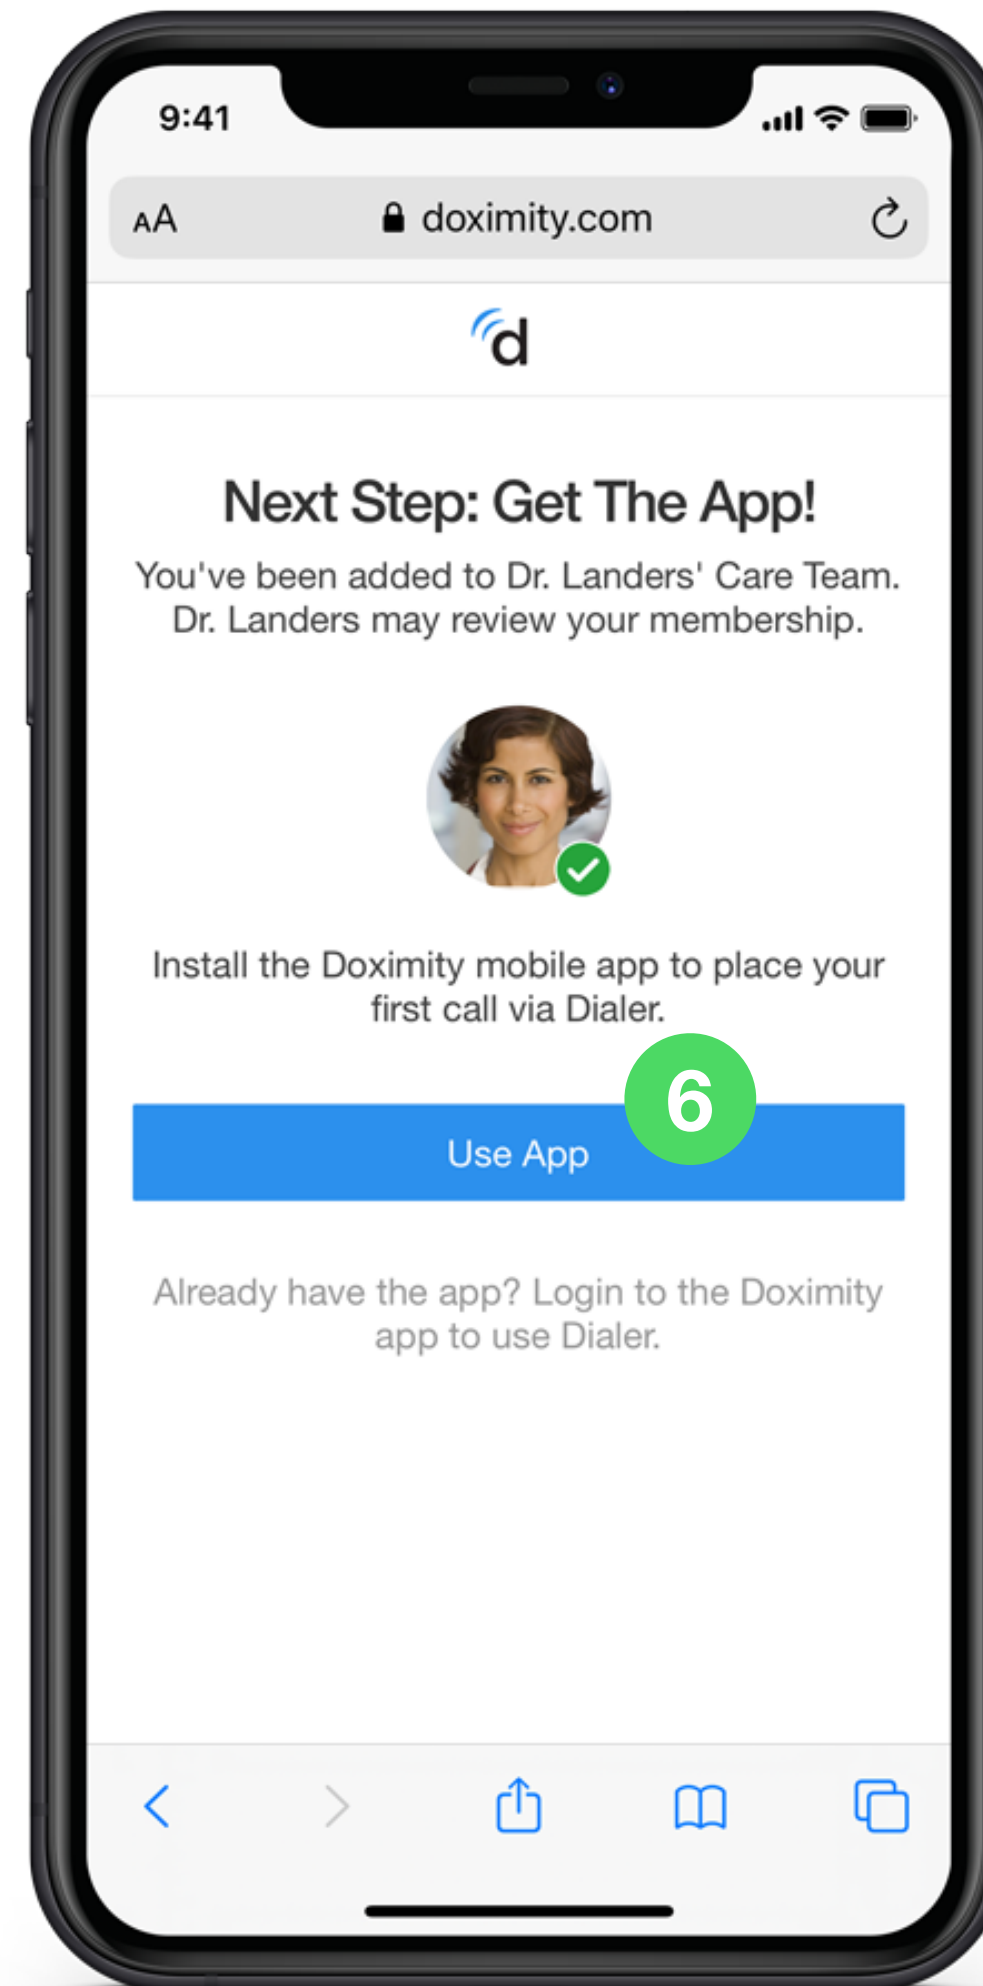 9:41
AA doximity.com
d
Next Step: Get The App!
You've been added to Dr. Landers' Care Team.
Dr. Landers may review your membership.
Install the Doximity mobile app to place your
first call via Dialer.
6
Use App
Already have the app? Login to the Doximity
app to use Dialer.